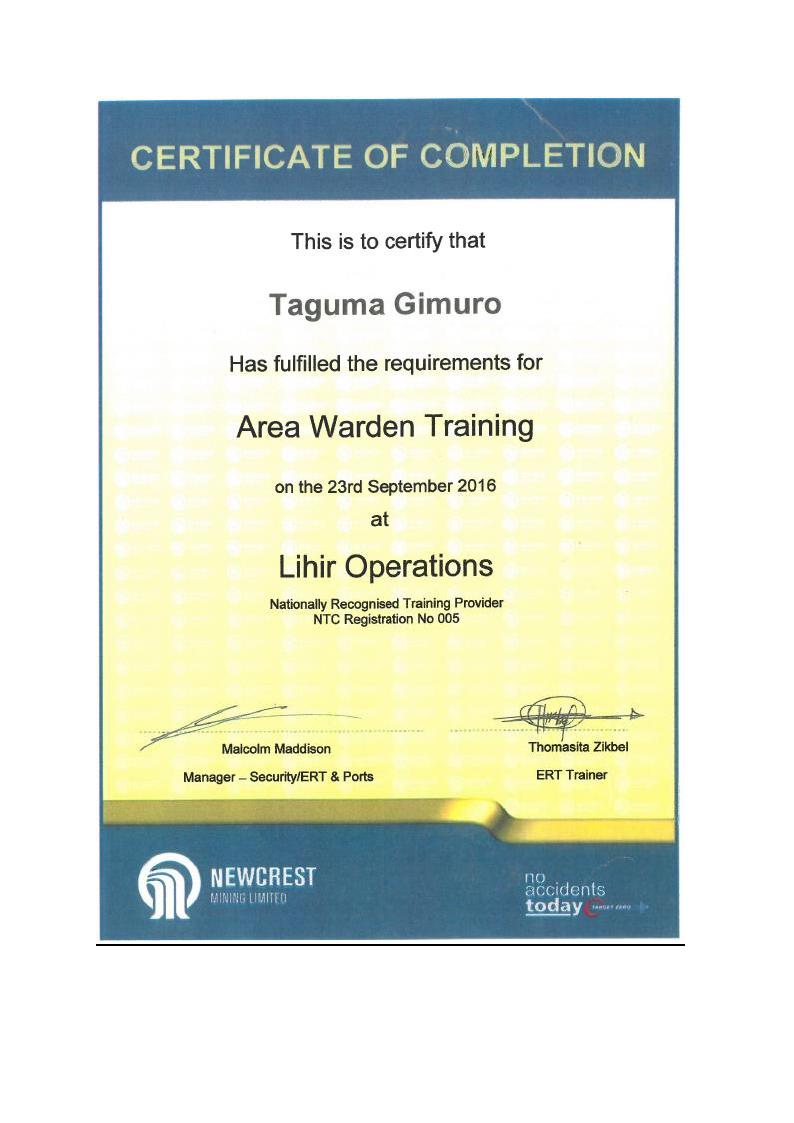 CERTIFICATE OF COMPLETION
This is to certify that
Taguma Gimuro
Has fulfilled the requirements for
Area Warden Training
on the 23rd September 2016
at
Lihir Operations
Nationally Recognised Training Provider
NTC Registration No 005
Malcolm Maddison
Manager – Security/ERT & Ports
Thomasita Zikbel
ERT Trainer
NEWCREST
MINING LIMITED
no
accidents
today TARGET ZERO